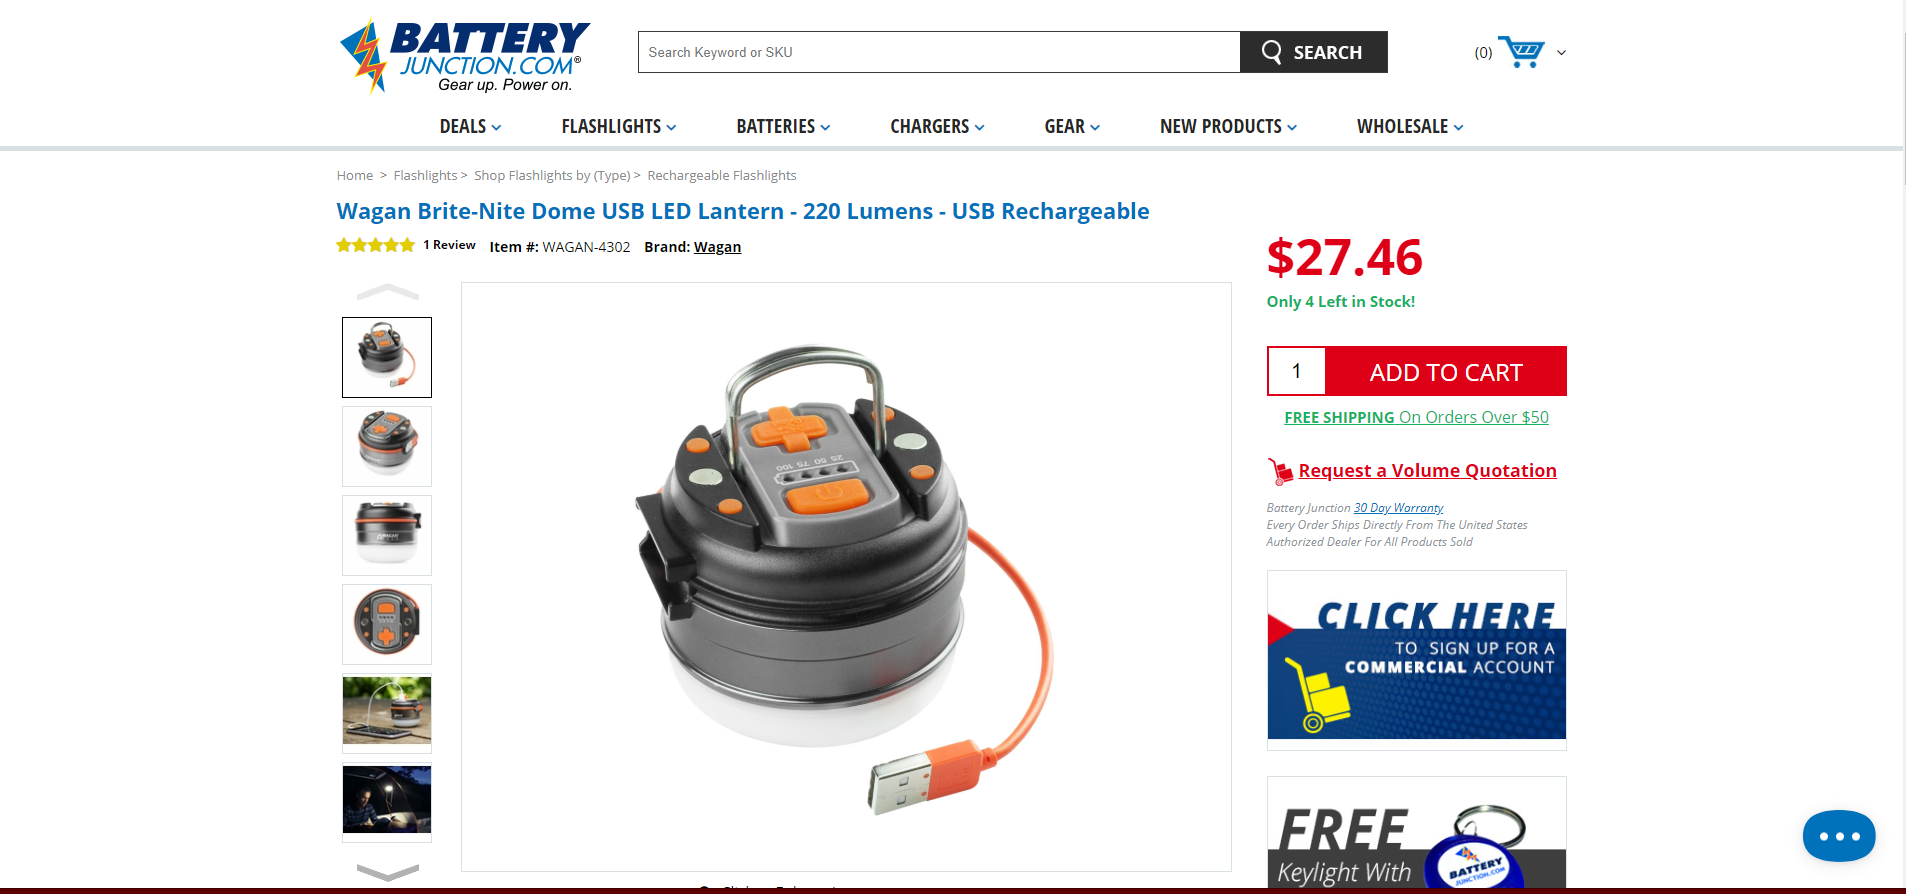 BATTERY
JUNCTION.COM®
Gear up. Power on.
Search Keyword or SKU
SEARCH
(0)
DEALS
FLASHLIGHTS
BATTERIES
CHARGERS
GEAR
NEW PRODUCTS
WHOLESALE
Home > Flashlights > Shop Flashlights by (Type) > Rechargeable Flashlights
Wagan Brite-Nite Dome USB LED Lantern - 220 Lumens - USB Rechargeable
1 Review Item #: WAGAN-4302 Brand: Wagan
25 50 75 100
$27.46
Only 4 Left in Stock!
1
ADD TO CART
FREE SHIPPING On Orders Over $50
Request a Volume Quotation
Battery Junction 30 Day Warranty
Every Order Ships Directly From The United States
Authorized Dealer For All Products Sold
CLICK HERE
TO SIGN UP FOR A
COMMERCIAL ACCOUNT
FREE
Keylight With
BATTERY
JUNCTION.COM